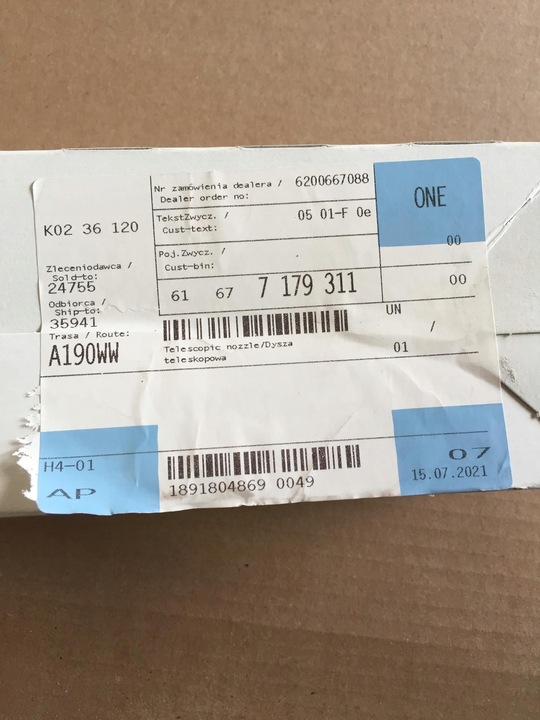 Nr zamówienia dealera / 6200667088
Dealer order no:
ONE
TekstZwycz. / 05 01-F 0e
Cust-text:
K02 36 120
00
Poj.Zwycz. /
Cust-bin:
Zleceniodawca /
Sold-to:
24755
61 67 7 179 311
00
Odbiorca /
Ship-to:
35941
UN
/
Trasa / Route:
A190WW
Telescopic nozzle/Dysza
teleskopowa
01
H4-01
07
AP
1891804869 0049
15.07.2021